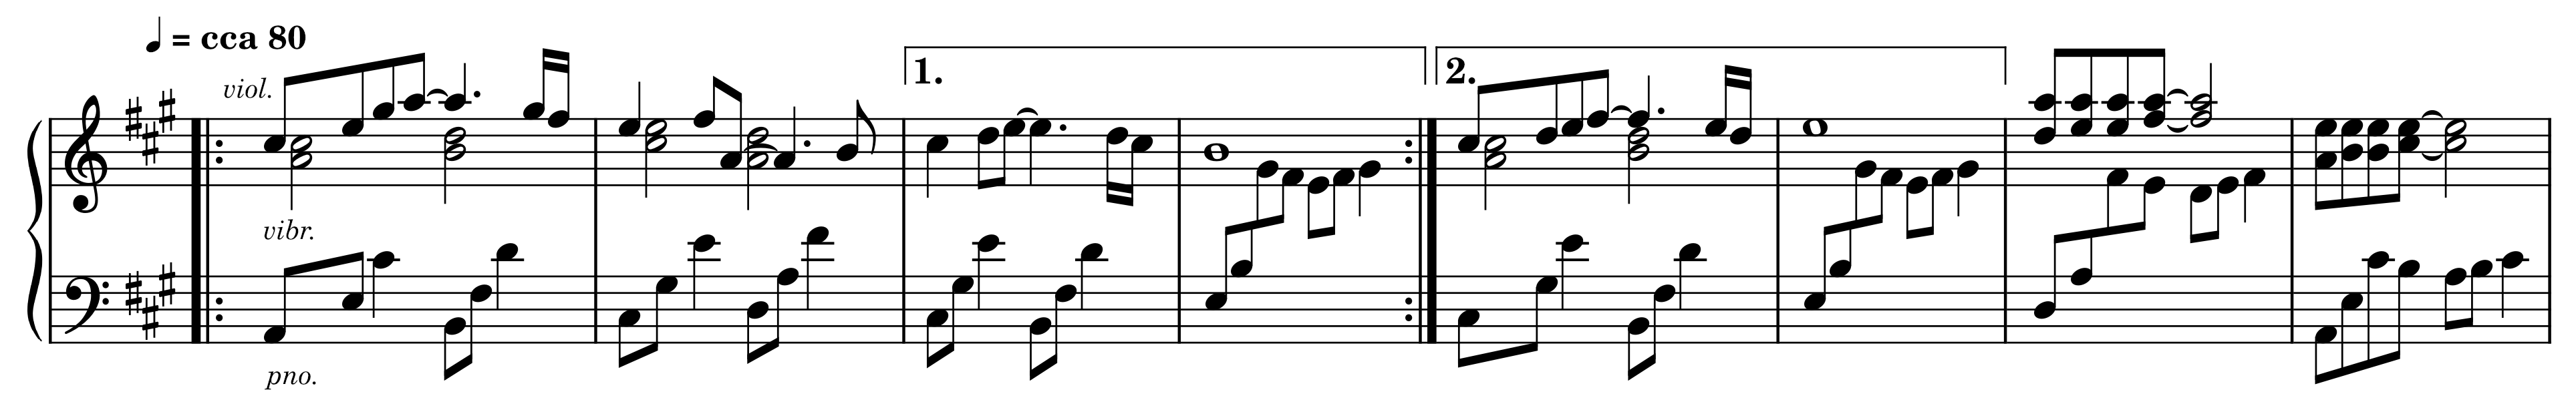 = cca 80
viol.
1.
2.
vibr.
pno.